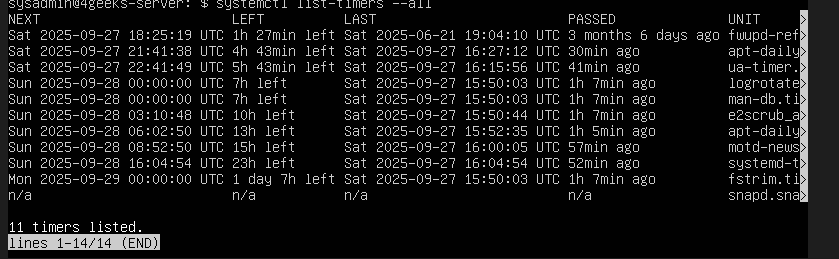 sysadmin@4geeks-server:~$ systemctl list-timers --all
NEXT LEFT LAST PASSED UNIT >
Sat 2025-09-27 18:25:19 UTC 1h 27min left Sat 2025-06-21 19:04:10 UTC 3 months 6 days ago fwupd-ref>
Sat 2025-09-27 21:41:38 UTC 4h 43min left Sat 2025-09-27 16:27:12 UTC 30min ago apt-daily>
Sat 2025-09-27 22:41:49 UTC 5h 43min left Sat 2025-09-27 16:15:56 UTC 41min ago ua-timer.>
Sun 2025-09-28 00:00:00 UTC 7h left Sat 2025-09-27 15:50:03 UTC 1h 7min ago logrotate>
Sun 2025-09-28 00:00:00 UTC 7h left Sat 2025-09-27 15:50:03 UTC 1h 7min ago man-db.ti>
Sun 2025-09-28 03:10:48 UTC 10h left Sat 2025-09-27 15:50:44 UTC 1h 7min ago e2scrub_a>
Sun 2025-09-28 06:02:50 UTC 13h left Sat 2025-09-27 15:52:35 UTC 1h 5min ago apt-daily>
Sun 2025-09-28 08:52:50 UTC 15h left Sat 2025-09-27 16:00:05 UTC 57min ago motd-news>
Sun 2025-09-28 16:04:54 UTC 23h left Sat 2025-09-27 16:04:54 UTC 52min ago systemd-t>
Mon 2025-09-29 00:00:00 UTC 1 day 7h left Sat 2025-09-27 15:50:03 UTC 1h 7min ago fstrim.ti>
n/a n/a n/a n/a snapd.sna>
11 timers listed.
lines 1-14/14 (END)